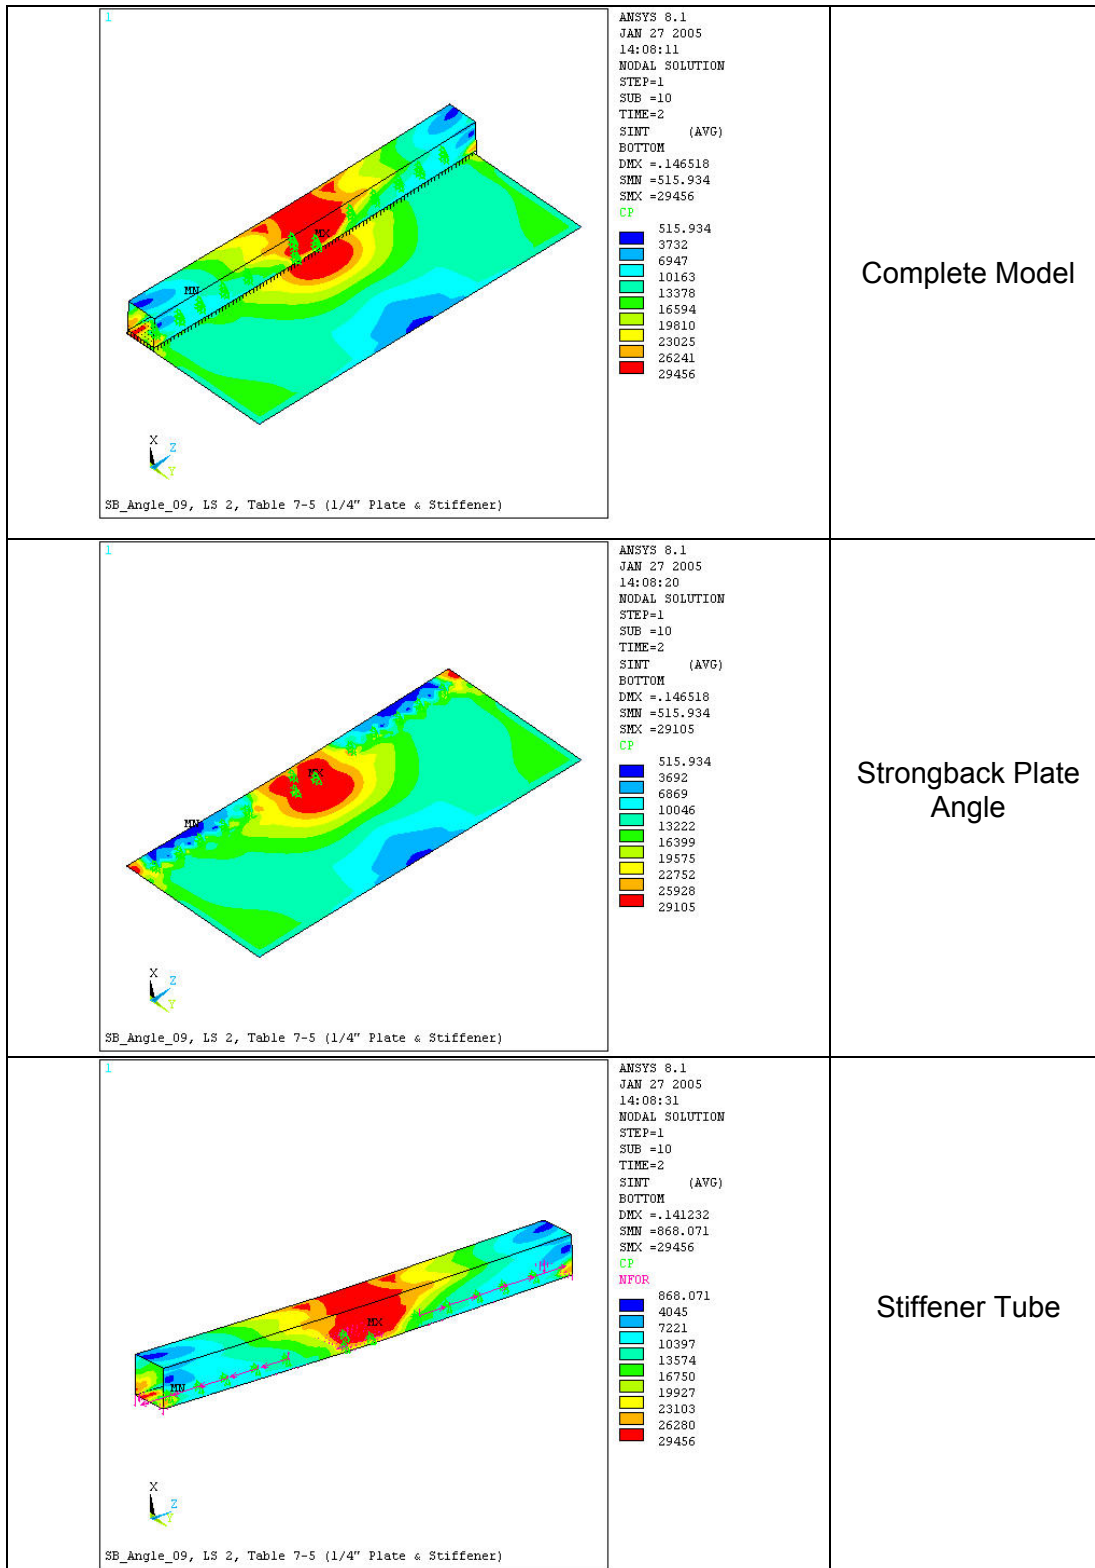 1
ANSYS 8.1
JAN 27 2005
14:08:11
NODAL SOLUTION
STEP=1
SUB =10
TIME=2
SINT (AVG)
BOTTOM
DMX =.146518
SMN =515.934
SMX =29456
CP
515.934
3732
6947
10163
13378
16594
19810
23025
26241
29456
MX
MN
X
Z
Y
SB_Angle_09, LS 2, Table 7-5 (1/4" Plate & Stiffener)
Complete Model
1
ANSYS 8.1
JAN 27 2005
14:08:20
NODAL SOLUTION
STEP=1
SUB =10
TIME=2
SINT (AVG)
BOTTOM
DMX =.146518
SMN =515.934
SMX =29105
CP
515.934
3692
6869
10046
13222
16399
19575
22752
25928
29105
MX
MN
X
Z
Y
SB_Angle_09, LS 2, Table 7-5 (1/4" Plate & Stiffener)
Strongback Plate
Angle
1
ANSYS 8.1
JAN 27 2005
14:08:31
NODAL SOLUTION
STEP=1
SUB =10
TIME=2
SINT (AVG)
BOTTOM
DMX =.141232
SMN =868.071
SMX =29456
CP
NFOR
868.071
4045
7221
10397
13574
16750
19927
23103
26280
29456
MX
MN
X
Z
Y
SB_Angle_09, LS 2, Table 7-5 (1/4" Plate & Stiffener)
Stiffener Tube